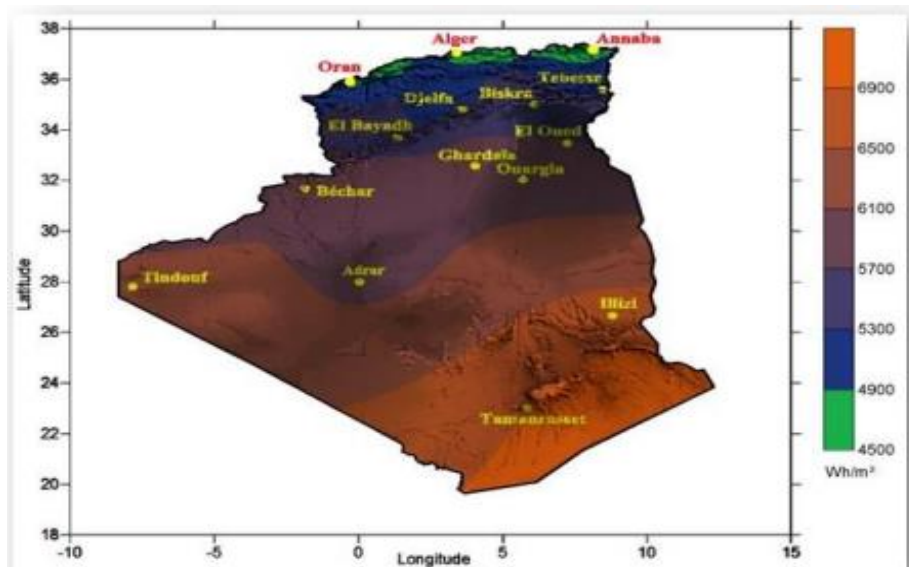 38
36
34
32
30
28
26
24
22
20
18
Latitude
-10
-5
0
5
10
15
Longitude
Alger
Annaba
Oran
Tebessa
Djelfa
Biskra
El Bayadh
El Oued
Ghardaia
Ouargla
Béchar
Adrar
Tindouf
Illizi
Tamanrasset
6900
6500
6100
5700
5300
4900
4500
Wh/m²